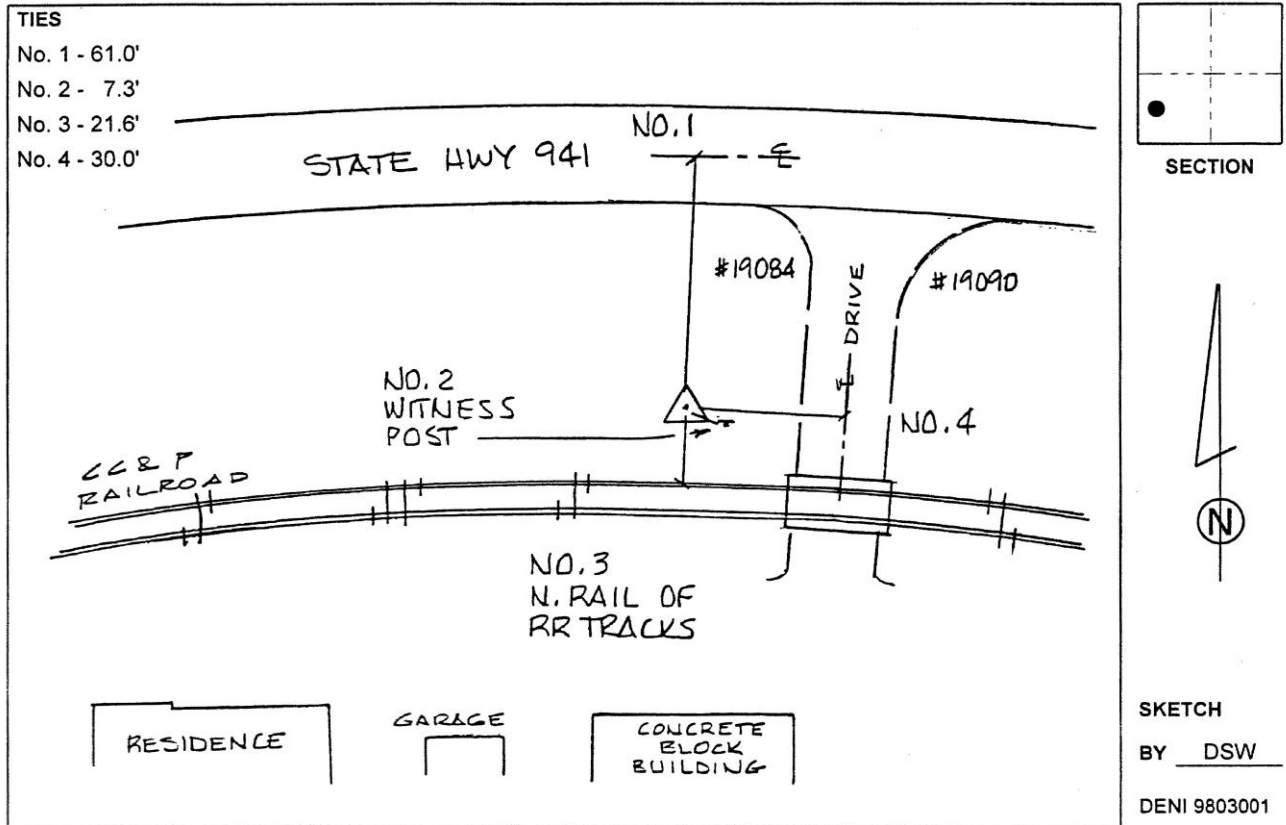 TIES
No. 1 - 61.0'
No. 2 - 7.3'
No. 3 - 21.6'
No. 4 - 30.0'
NO.1
STATE HWY 941
℄
SECTION
#19084
℄ DRIVE
#19090
NO. 2
WITNESS
POST
NO.4
CC & P
RAILROAD
N
NO.3
N. RAIL OF
RR TRACKS
RESIDENCE
GARAGE
CONCRETE
BLOCK
BUILDING
SKETCH
BY DSW
DENI 9803001